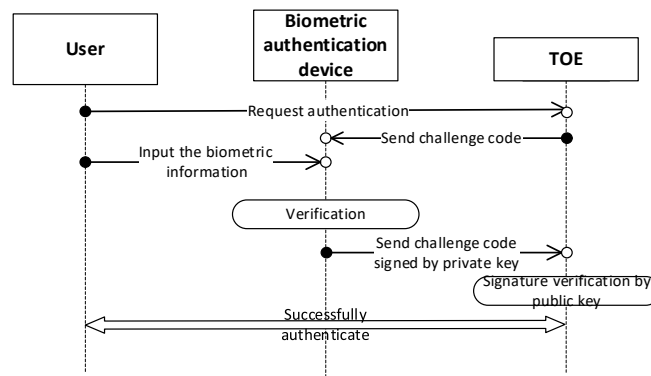 User
Biometric
authentication
device
TOE
Request authentication
Send challenge code
Input the biometric
information
Verification
Send challenge code
signed by private key
Signature verification by
public key
Successfully
authenticate